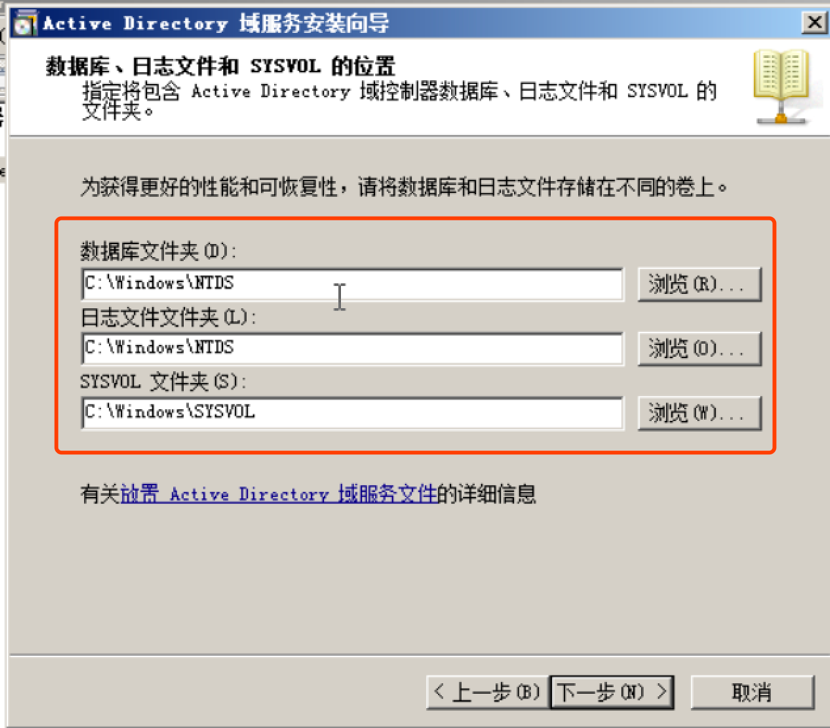 Active Directory 域服务安装向导
数据库、日志文件和 SYSVOL 的位置
指定将包含 Active Directory 域控制器数据库、日志文件和 SYSVOL 的
文件夹。
为获得更好的性能和可恢复性，请将数据库和日志文件存储在不同的卷上。
数据库文件夹(D):
C:\Windows\NTDS 浏览(R)...
日志文件文件夹(L):
C:\Windows\NTDS 浏览(O)...
SYSVOL 文件夹(S):
C:\Windows\SYSVOL 浏览(W)...
有关放置 Active Directory 域服务文件的详细信息
< 上一步(B) 下一步(N) > 取消